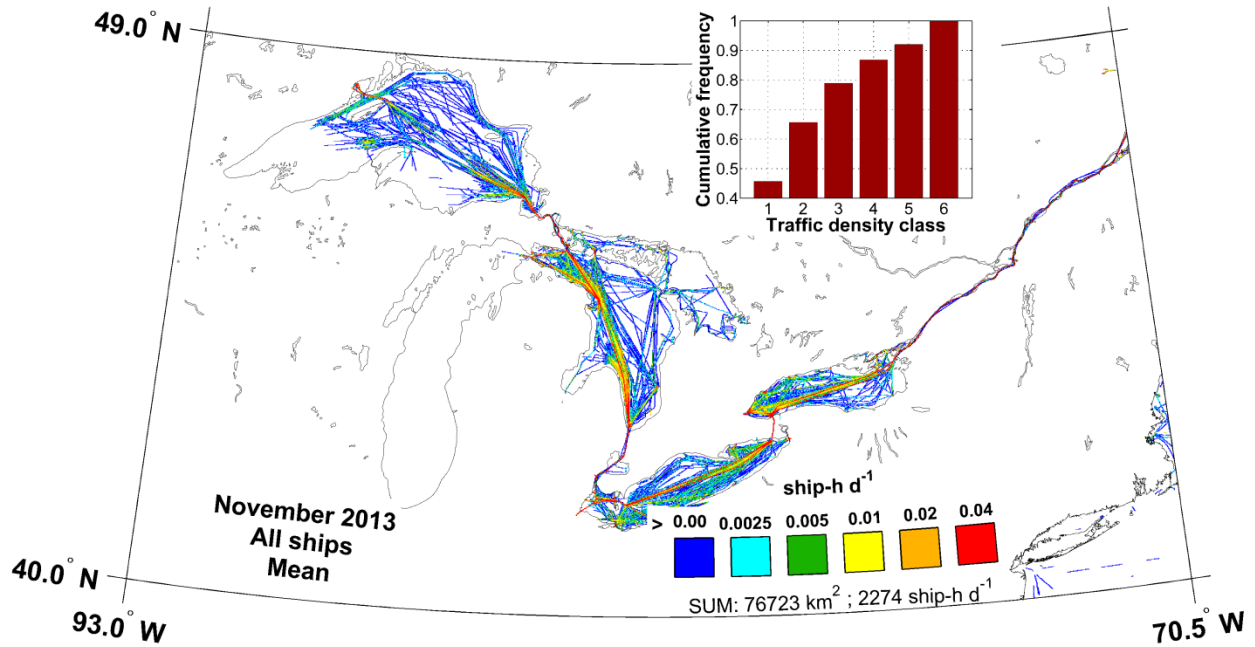 49.0° N
1
0.9
0.8
0.7
0.6
0.5
0.4
Cumulative frequency
1 2 3 4 5 6
Traffic density class
November 2013
All ships
Mean
ship-h d⁻¹
> 0.00 0.0025 0.005 0.01 0.02 0.04
SUM: 76723 km² ; 2274 ship-h d⁻¹
40.0° N
93.0° W
70.5° W